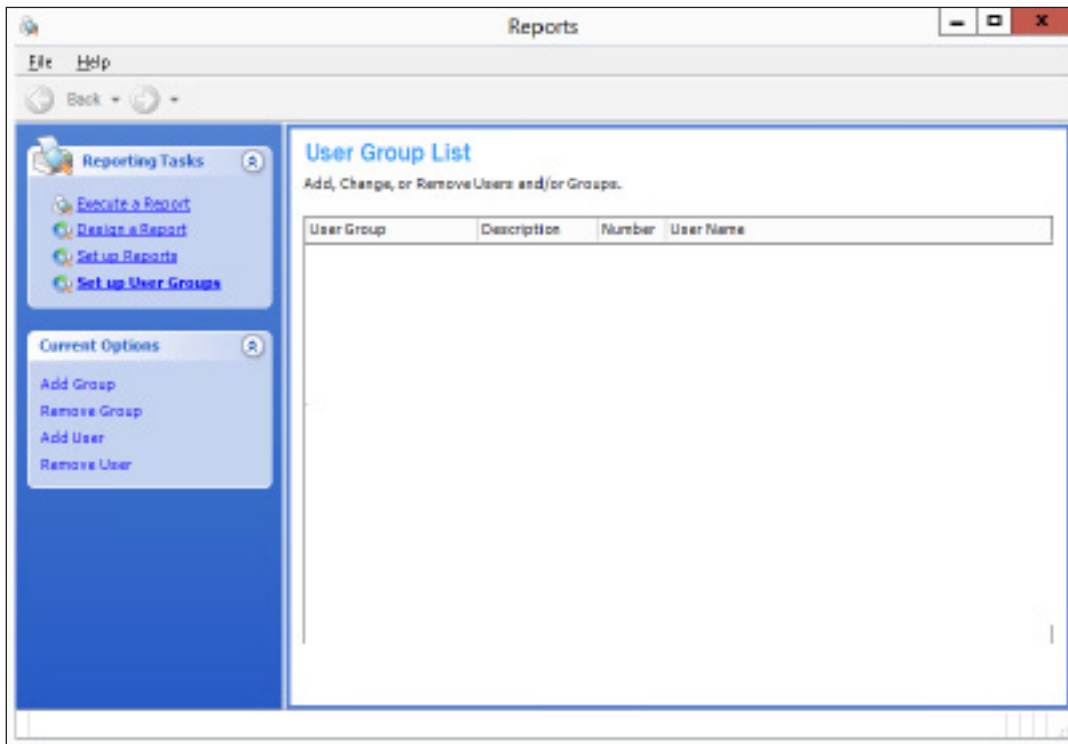 Reports
File Help
Back
Reporting Tasks
Execute a Report
Design a Report
Set up Reports
Set up User Groups
Current Options
Add Group
Remove Group
Add User
Remove User
User Group List
Add, Change, or Remove Users and/or Groups.
User Group Description Number User Name